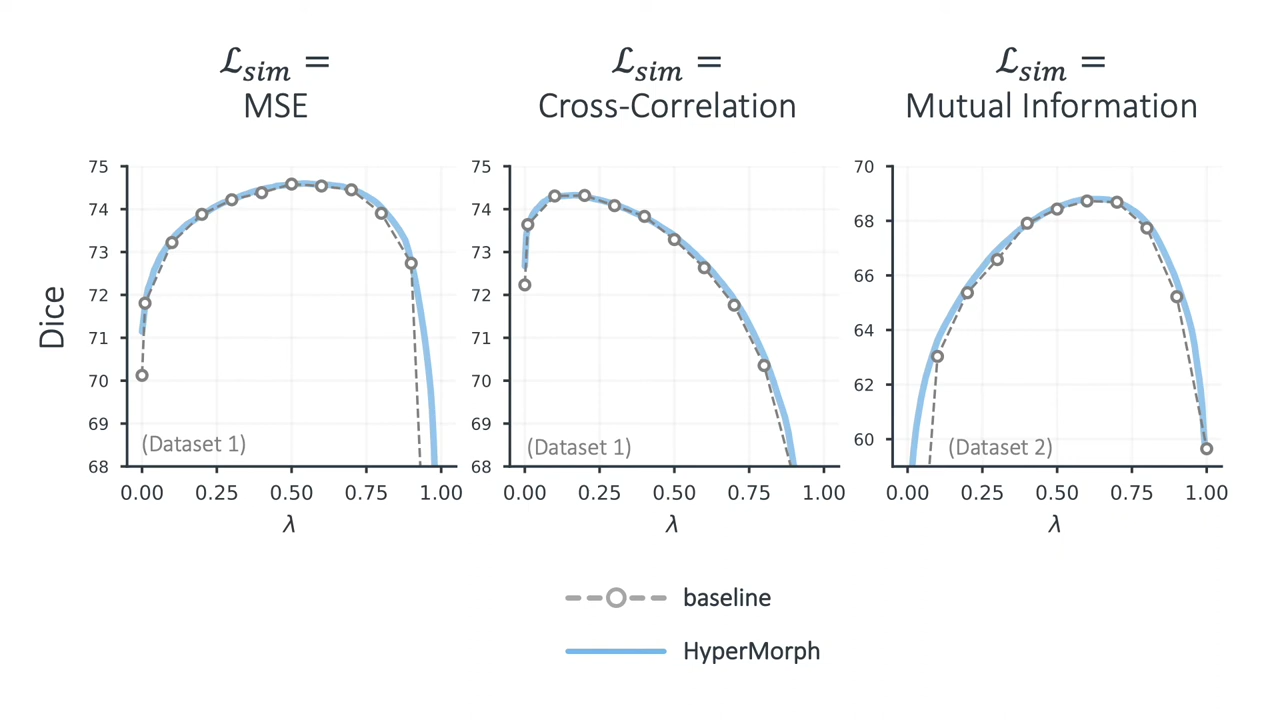 ℒsim =
MSE
ℒsim =
Cross-Correlation
ℒsim =
Mutual Information
Dice
75
74
73
72
71
70
69
68
(Dataset 1)
0.00 0.25 0.50 0.75 1.00
λ
75
74
73
72
71
70
69
68
(Dataset 1)
0.00 0.25 0.50 0.75 1.00
λ
70
68
66
64
62
60
(Dataset 2)
0.00 0.25 0.50 0.75 1.00
λ
baseline
HyperMorph